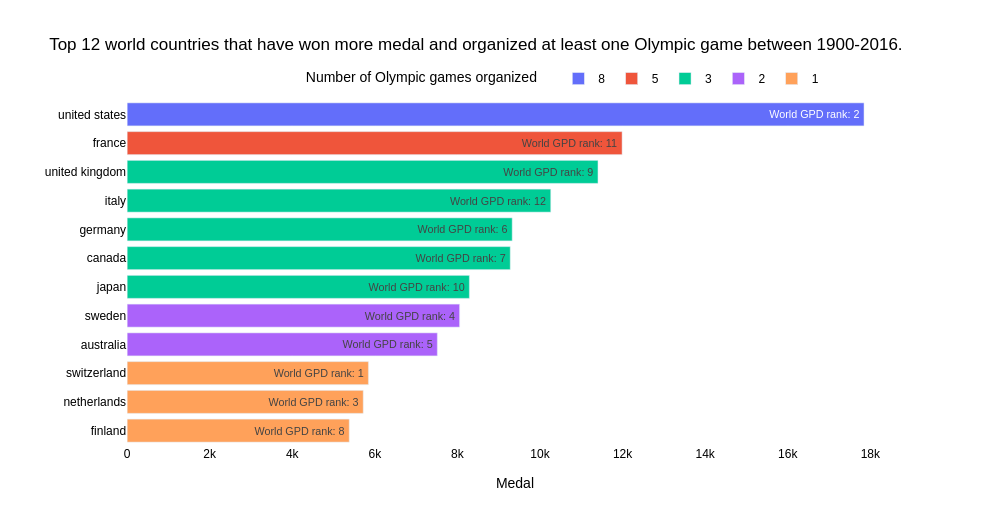 Top 12 world countries that have won more medal and organized at least one Olympic game between 1900-2016.
Number of Olympic games organized 8 5 3 2 1
united states World GPD rank: 2
france World GPD rank: 11
united kingdom World GPD rank: 9
italy World GPD rank: 12
germany World GPD rank: 6
canada World GPD rank: 7
japan World GPD rank: 10
sweden World GPD rank: 4
australia World GPD rank: 5
switzerland World GPD rank: 1
netherlands World GPD rank: 3
finland World GPD rank: 8
0 2k 4k 6k 8k 10k 12k 14k 16k 18k
Medal